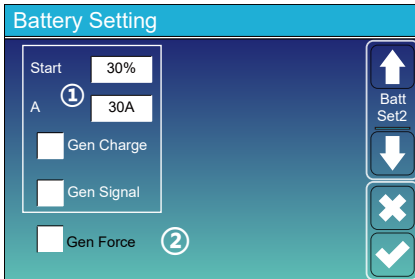 Battery Setting
Start 30%
A ① 30A
Gen Charge
Gen Signal
Gen Force ②
Batt
Set2